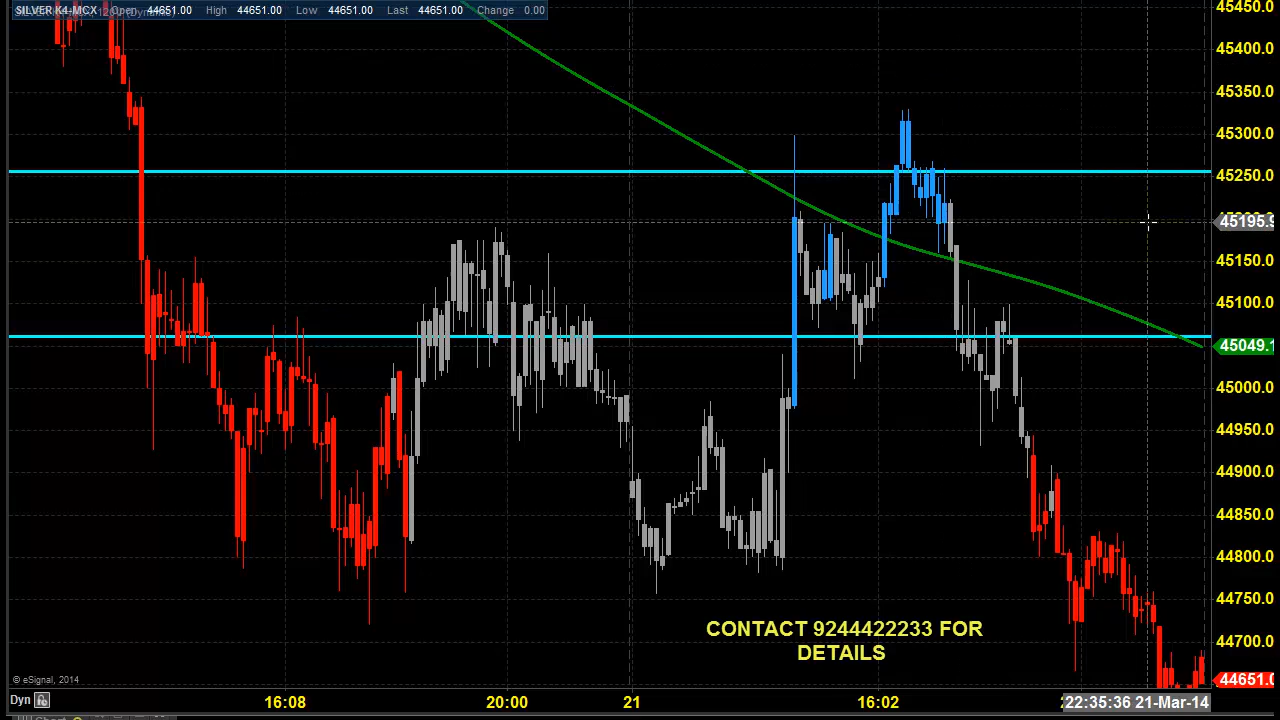 SILVER K4-MCX Open 44651.00 High 44651.00 Low 44651.00 Last 44651.00 Change 0.00
45450.0
45400.0
45350.0
45300.0
45250.0
45195.9
45150.0
45100.0
45049.1
45000.0
44950.0
44900.0
44850.0
44800.0
44750.0
44700.0
44651.0
CONTACT 9244422233 FOR
DETAILS
© eSignal, 2014
Dyn
16:08 20:00 21 16:02 22:35:36 21-Mar-14